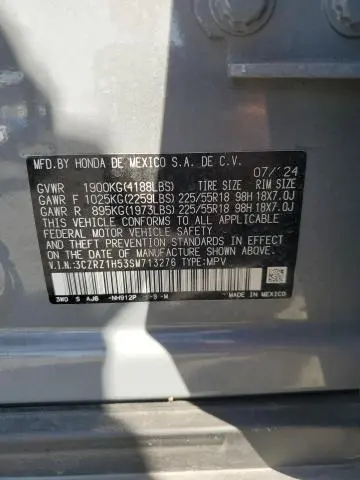 MFD.BY HONDA DE MEXICO S.A. DE C.V.
07/'24
GVWR 1900KG(4188LBS) TIRE SIZE RIM SIZE
GAWR F 1025KG(2259LBS) 225/55R18 98H 18X7.0J
GAWR R 895KG(1973LBS) 225/55R18 98H 18X7.0J
THIS VEHICLE CONFORMS TO ALL APPLICABLE
FEDERAL MOTOR VEHICLE SAFETY
AND THEFT PREVENTION STANDARDS IN EFFECT ON THE DATE
OF MANUFACTURE SHOWN ABOVE.
V.I.N.:3CZRZ1H53SM713276 TYPE:MPV
3W0 S AJ6 -NH912P - -B -M
MADE IN MEXICO